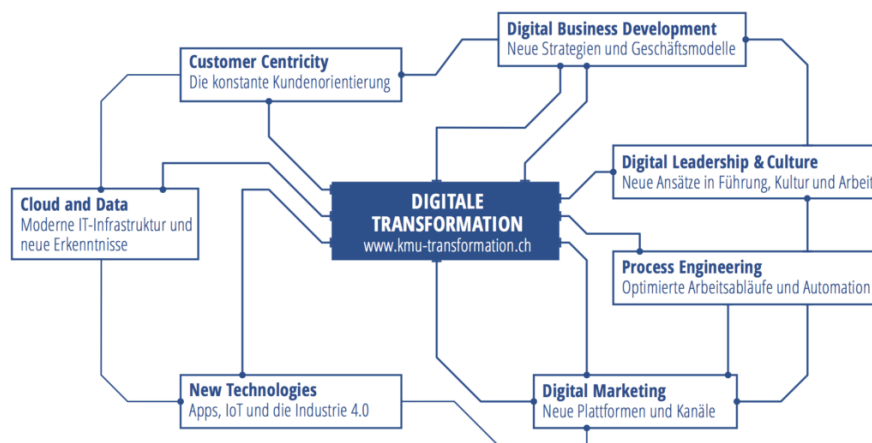 Digital Business Development
Neue Strategien und Geschäftsmodelle
Customer Centricity
Die konstante Kundenorientierung
Digital Leadership & Culture
Neue Ansätze in Führung, Kultur und Arbeit
Cloud and Data
Moderne IT-Infrastruktur und
neue Erkenntnisse
DIGITALE
TRANSFORMATION
www.kmu-transformation.ch
Process Engineering
Optimierte Arbeitsabläufe und Automation
New Technologies
Apps, IoT und die Industrie 4.0
Digital Marketing
Neue Plattformen und Kanäle